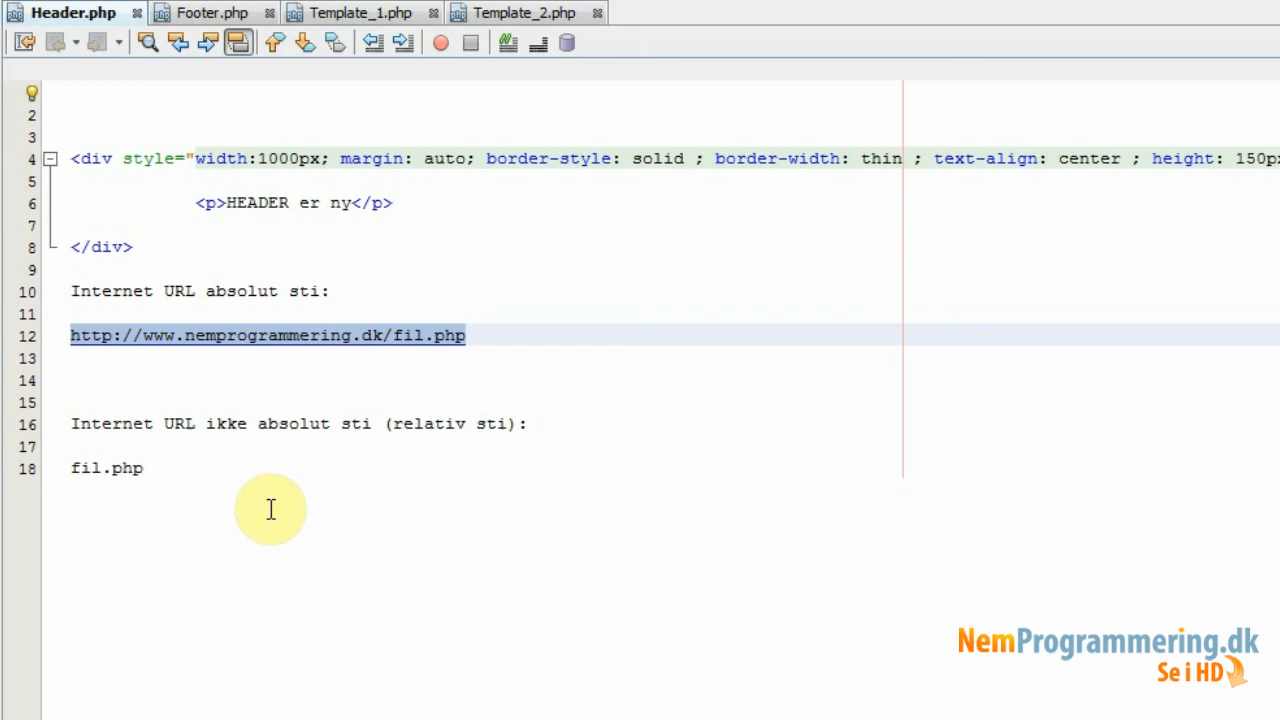 Header.php Footer.php Template_1.php Template_2.php
2
3
4 <div style="width:1000px; margin: auto; border-style: solid ; border-width: thin ; text-align: center ; height: 150px
5
6 <p>HEADER er ny</p>
7
8 </div>
9
10 Internet URL absolut sti:
11
12 http://www.nemprogrammering.dk/fil.php
13
14
15
16 Internet URL ikke absolut sti (relativ sti):
17
18 fil.php
NemProgrammering.dk
Se i HD